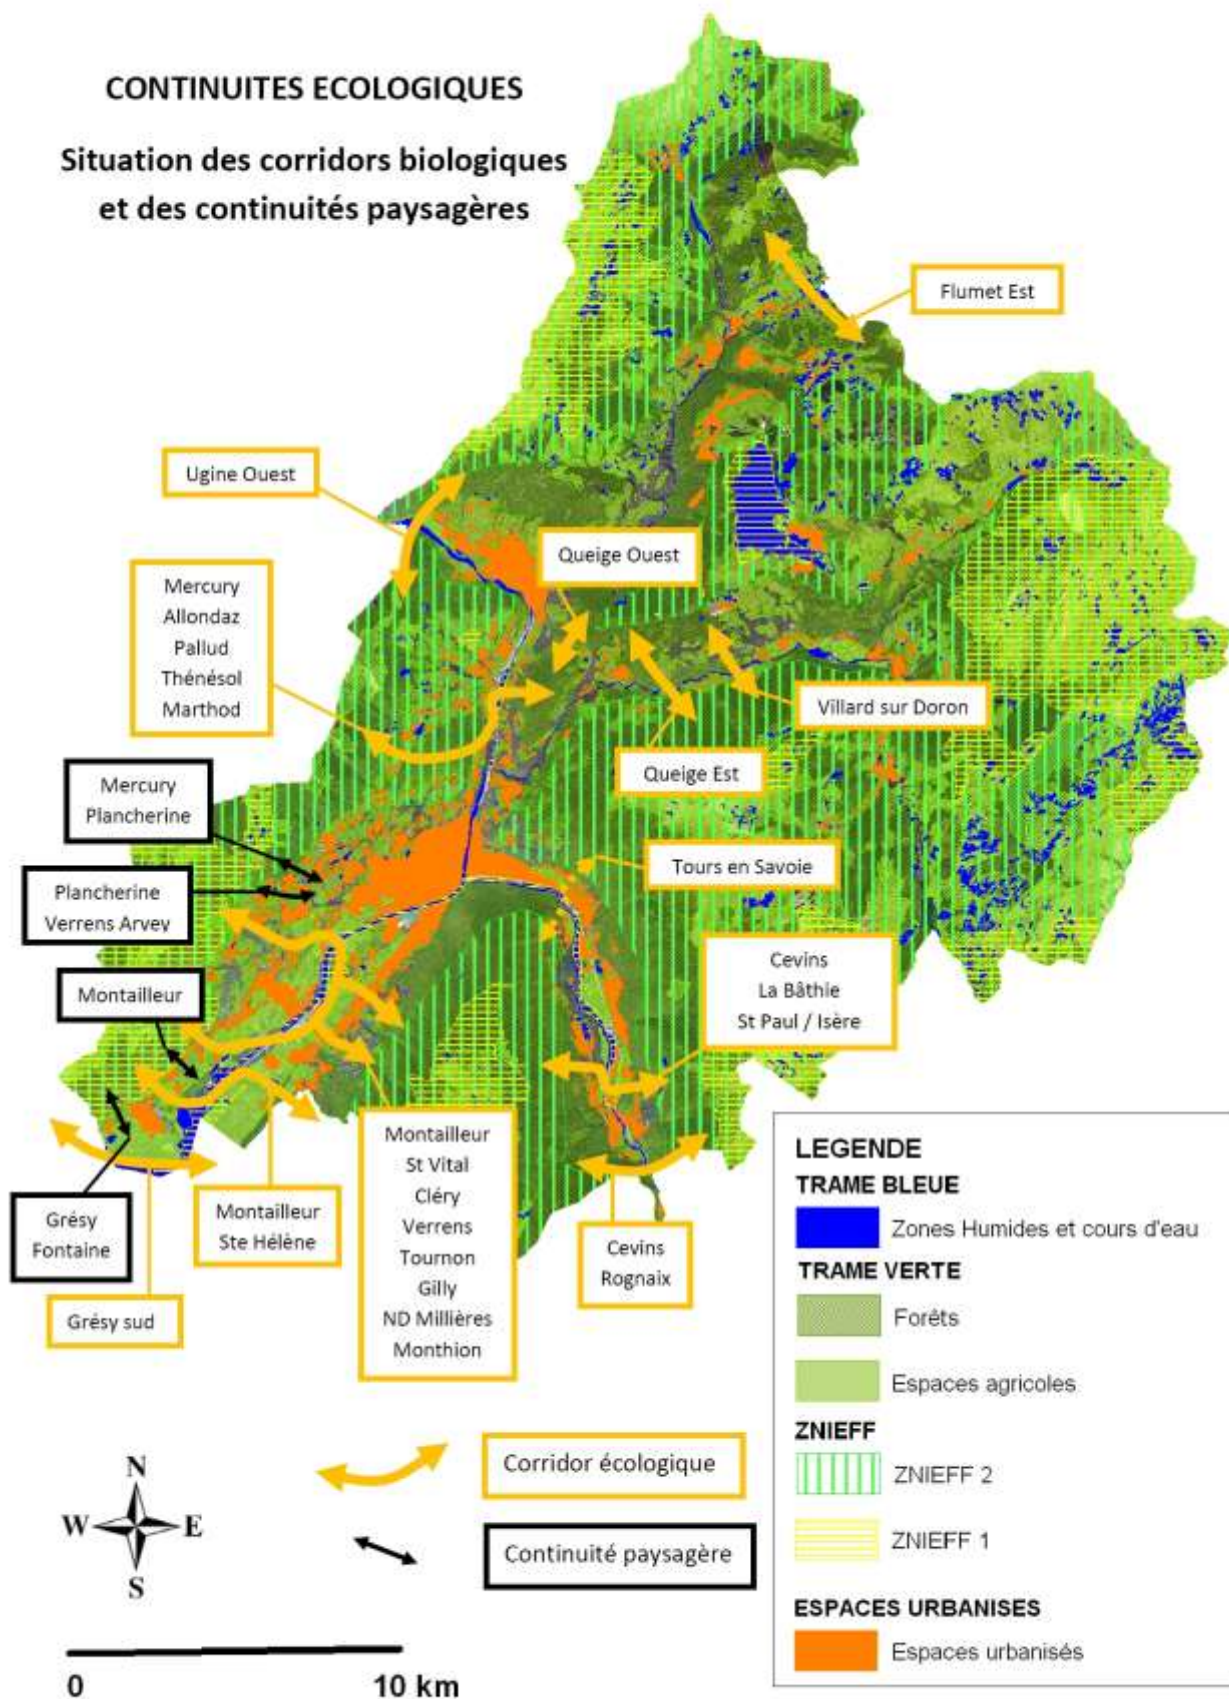 CONTINUITES ECOLOGIQUES
Situation des corridors biologiques
et des continuités paysagères
Flumet Est
Ugine Ouest
Queige Ouest
Mercury
Allondaz
Pallud
Thénésol
Marthod
Villard sur Doron
Queige Est
Mercury
Plancherine
Tours en Savoie
Plancherine
Verrens Arvey
Cevins
La Bâthie
St Paul / Isère
Montailleur
Montailleur
St Vital
Cléry
Verrens
Tournon
Gilly
ND Millières
Monthion
Grésy
Fontaine
Montailleur
Ste Hélène
Cevins
Rognaix
Grésy sud
LEGENDE
TRAME BLEUE
Zones Humides et cours d'eau
TRAME VERTE
Forêts
Espaces agricoles
ZNIEFF
ZNIEFF 2
ZNIEFF 1
ESPACES URBANISES
Espaces urbanisés
Corridor écologique
Continuité paysagère
N
W E
S
0 10 km